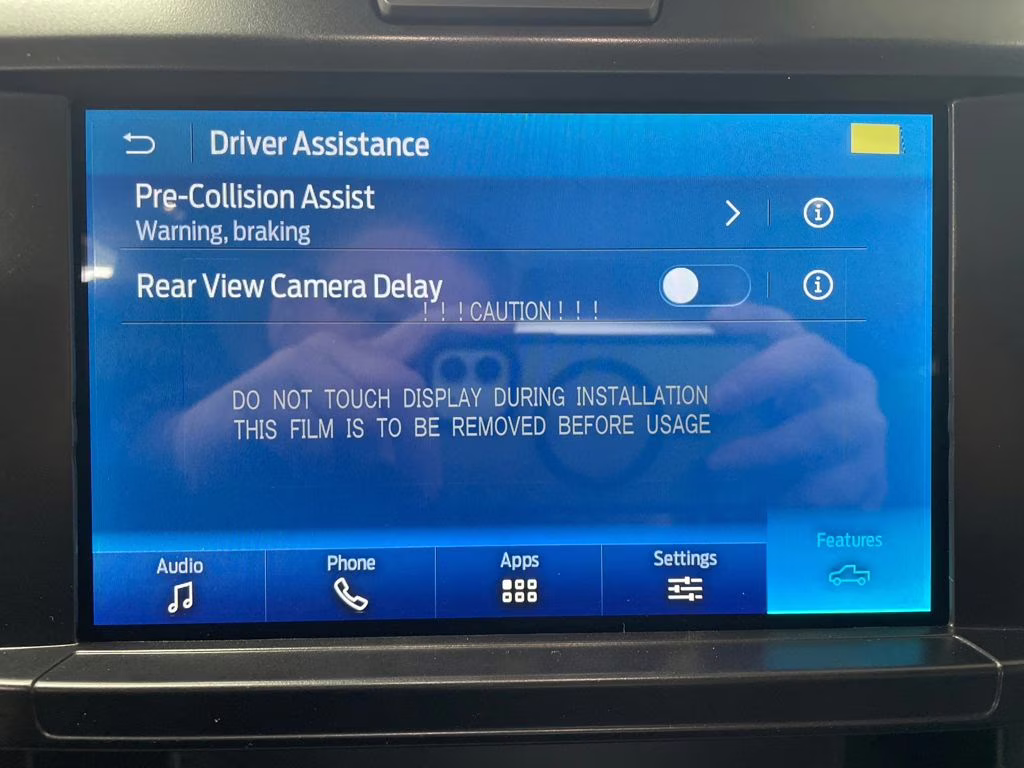 Driver Assistance
Pre-Collision Assist
Warning, braking
Rear View Camera Delay
! ! ! CAUTION ! ! !
DO NOT TOUCH DISPLAY DURING INSTALLATION
THIS FILM IS TO BE REMOVED BEFORE USAGE
Audio
Phone
Apps
Settings
Features